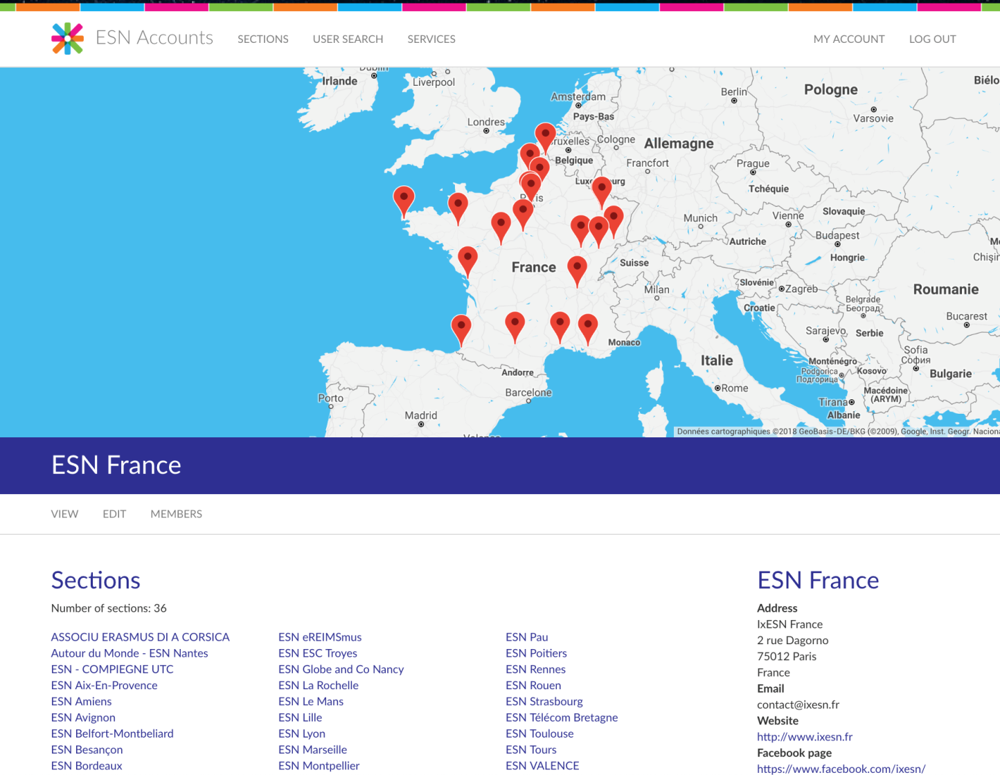 ESN Accounts
SECTIONS
USER SEARCH
SERVICES
MY ACCOUNT
LOG OUT
Dublin
Irlande
Liverpool
Biélo
Berlin
Pologne
Amsterdam
Varsovie
Pays-Bas
Londres
Bruxelles
Cologne
Allemagne
Belgique
Francfort
Prague
Luxembourg
Tchéquie
Paris
Slovaquie
Munich
Vienne
Budapest
Autriche
Hongrie
Chişin
France
Suisse
Slovénie
Zagreb
Milan
Roumanie
Croatie
Belgrade
Београд
Bucarest
Sarajevo
Serbie
Monaco
Sofia
София
Italie
Monténégro
Podgorica
Подгорица
Kosovo
Bulgarie
Andorre
Rome
Barcelone
Macédoine
(ARYM)
Porto
Tirana
Madrid
Albanie
Données cartographiques ©2018 GeoBasis-DE/BKG (©2009), Google, Inst. Geogr. Naciona
ESN France
VIEW
EDIT
MEMBERS
Sections
Number of sections: 36
ASSOCIU ERASMUS DI A CORSICA
Autour du Monde - ESN Nantes
ESN - COMPIEGNE UTC
ESN Aix-En-Provence
ESN Amiens
ESN Avignon
ESN Belfort-Montbeliard
ESN Besançon
ESN Bordeaux
ESN eREIMSmus
ESN ESC Troyes
ESN Globe and Co Nancy
ESN La Rochelle
ESN Le Mans
ESN Lille
ESN Lyon
ESN Marseille
ESN Montpellier
ESN Pau
ESN Poitiers
ESN Rennes
ESN Rouen
ESN Strasbourg
ESN Télécom Bretagne
ESN Toulouse
ESN Tours
ESN VALENCE
ESN France
Address
IxESN France
2 rue Dagorno
75012 Paris
France
Email
contact@ixesn.fr
Website
http://www.ixesn.fr
Facebook page
https://www.facebook.com/ixesn/